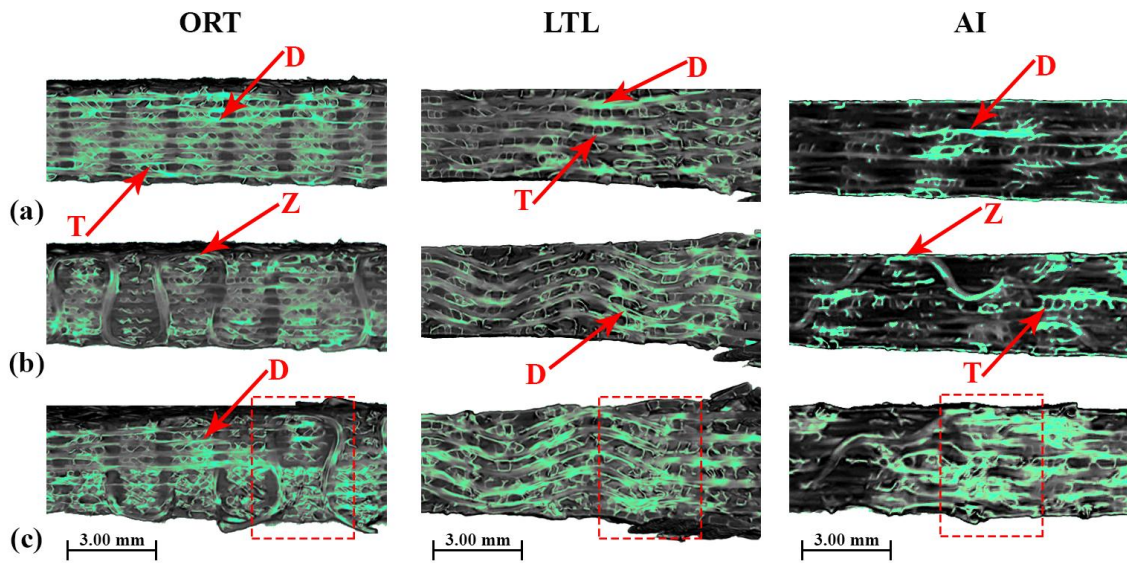 ORT LTL AI
D D D
T T
(a)
Z Z
D T
(b)
D
(c)
3.00 mm 3.00 mm 3.00 mm